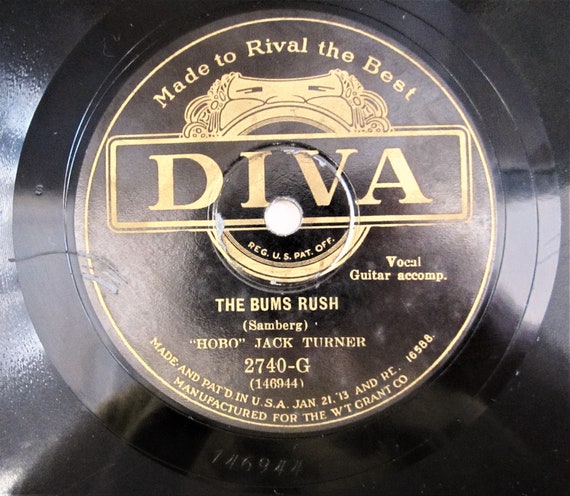 Made to Rival the Best
DIVA
REG. U.S. PAT. OFF.
Vocal
Guitar accomp.
THE BUMS RUSH
(Samberg)
"HOBO" JACK TURNER
2740-G
(146944)
MADE AND PAT'D IN U.S.A. JAN. 21, '13 AND RE. 16588.
MANUFACTURED FOR THE W T GRANT CO
146944